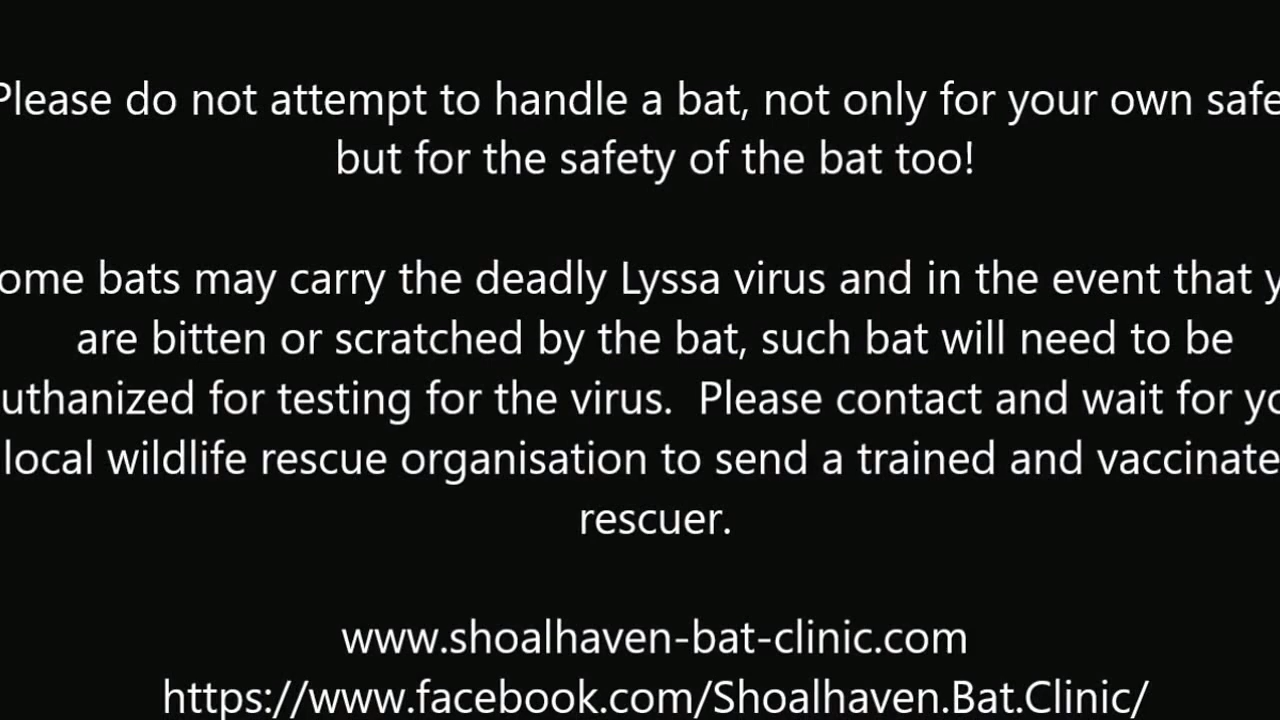 Please do not attempt to handle a bat, not only for your own safe
but for the safety of the bat too!
ome bats may carry the deadly Lyssa virus and in the event that y
are bitten or scratched by the bat, such bat will need to be
uthanized for testing for the virus. Please contact and wait for yo
local wildlife rescue organisation to send a trained and vaccinate
rescuer.
www.shoalhaven-bat-clinic.com
https://www.facebook.com/Shoalhaven.Bat.Clinic/